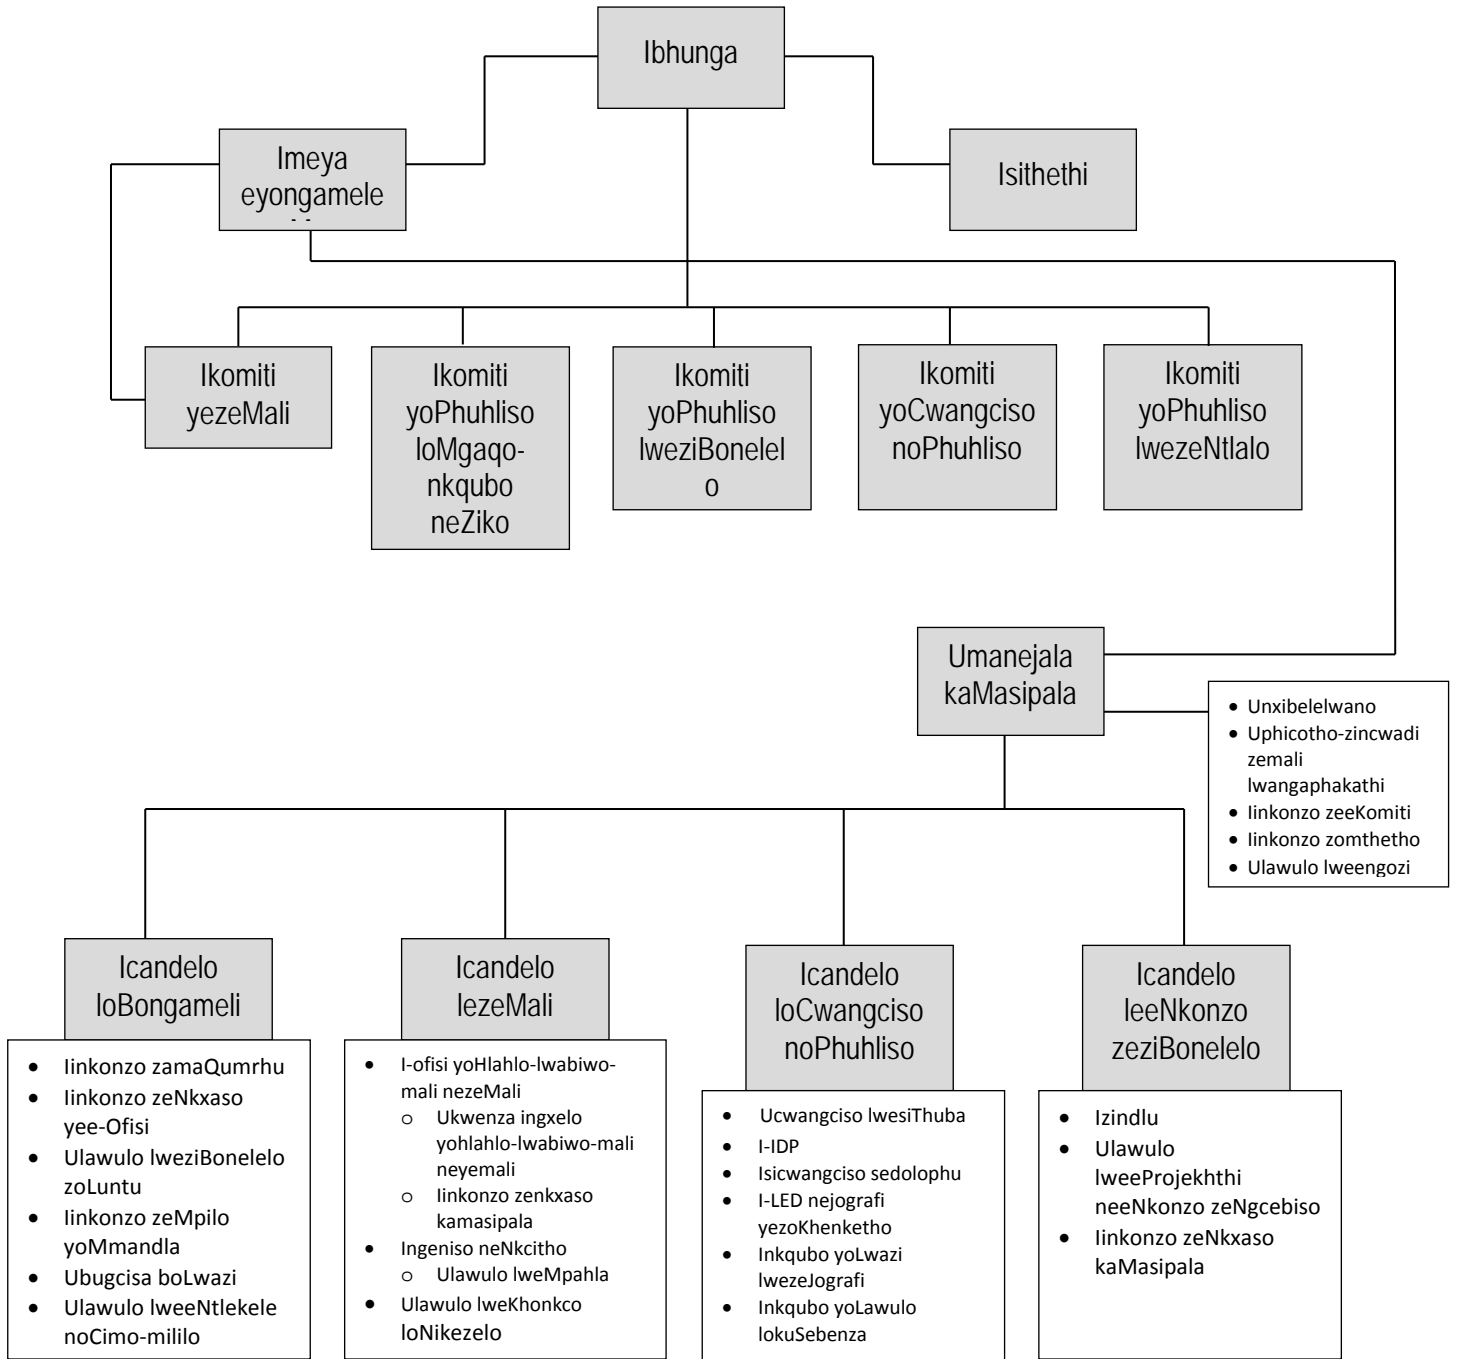 Ibhunga
Imeya
eyongamele
Isithethi
Ikomiti
yezeMali
Ikomiti
yoPhuhliso
loMgaqo-
nkqubo
neZiko
Ikomiti
yoPhuhliso
lweziBonelel
o
Ikomiti
yoCwangciso
noPhuhliso
Ikomiti
yoPhuhliso
lwezeNtlalo
Umanejala
kaMasipala
• Unxibelelwano
• Uphicotho-zincwadi
zemali
lwangaphakathi
• Iinkonzo zeeKomiti
• Iinkonzo zomthetho
• Ulawulo lweengozi
Icandelo
loBongameli
• Iinkonzo zamaQumrhu
• Iinkonzo zeNkxaso
yee-Ofisi
• Ulawulo lweziBonelelo
zoLuntu
• Iinkonzo zeMpilo
yoMmandla
• Ubugcisa boLwazi
• Ulawulo lweeNtlekele
noCimo-mililo
Icandelo
lezeMali
• I-ofisi yoHlahlo-lwabiwo-
mali nezeMali
o Ukwenza ingxelo
yohlahlo-lwabiwo-mali
neyemali
o Iinkonzo zenkxaso
kamasipala
• Ingeniso neNkcitho
o Ulawulo lweMpahla
• Ulawulo lweKhonkco
loNikezelo
Icandelo
loCwangciso
noPhuhliso
• Ucwangciso lwesiThuba
• I-IDP
• Isicwangciso sedolophu
• I-LED nejografi
yezoKhenketho
• Inkqubo yoLwazi
lwezeJografi
• Inkqubo yoLawulo
lokuSebenza
Icandelo
leeNkonzo
zeziBonelelo
• Izindlu
• Ulawulo
lweeProjekhthi
neeNkonzo zeNgcebiso
• Iinkonzo zeNkxaso
kaMasipala